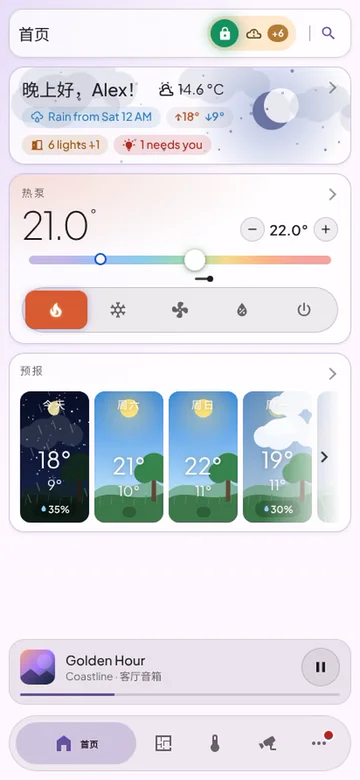 首页
+6
晚上好，Alex!
14.6 °C
Rain from Sat 12 AM
↑18° ↓9°
6 lights +1
1 needs you
热泵
21.0°
22.0°
预报
今天
周六
周日
18°
21°
22°
19°
9°
10°
11°
11°
35%
30%
Golden Hour
Coastline · 客厅音箱
首页